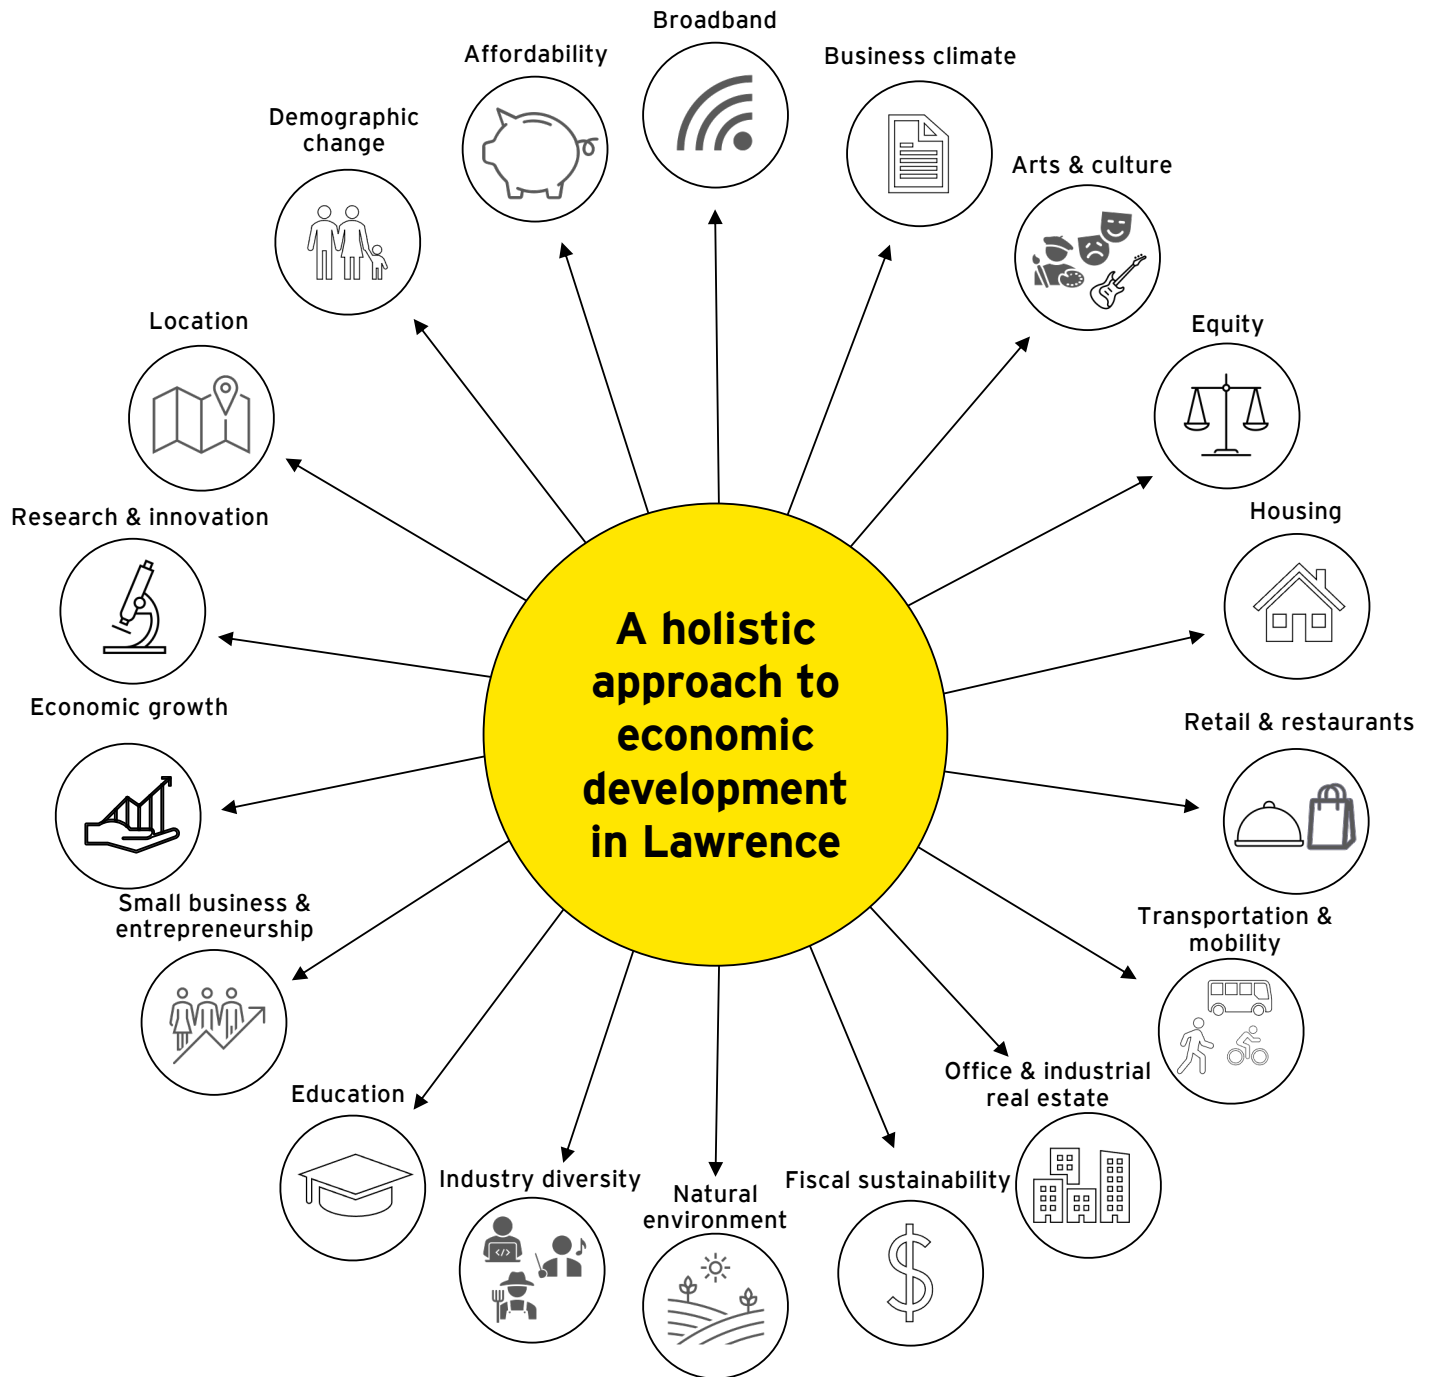 Broadband
Affordability
Business climate
Demographic
change
Arts & culture
Location
Equity
Research & innovation
Housing
A holistic
approach to
economic
development
in Lawrence
Economic growth
Retail & restaurants
Small business &
entrepreneurship
Transportation &
mobility
Education
Office & industrial
real estate
Industry diversity
Natural
environment
Fiscal sustainability